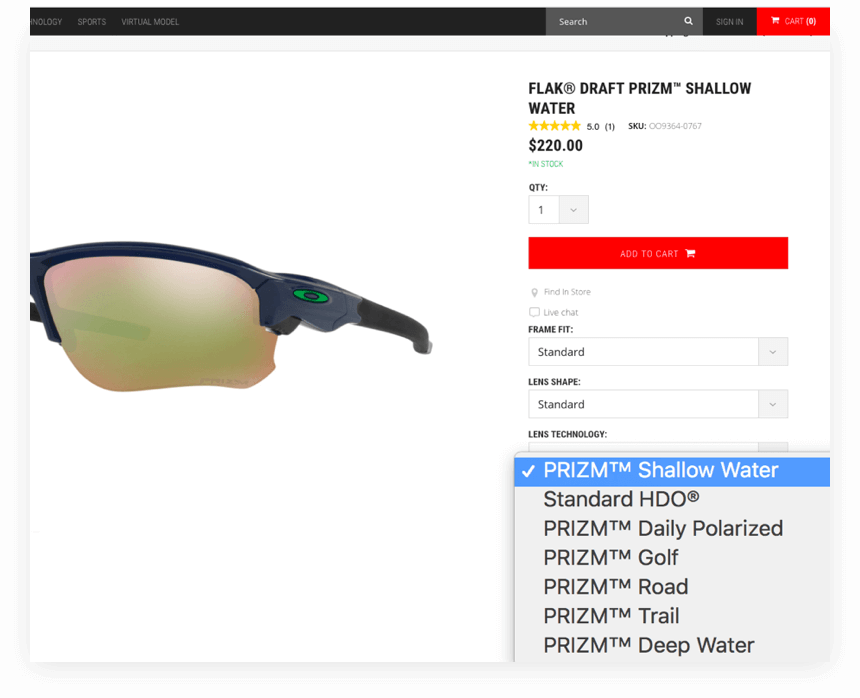 SPORTS
VIRTUAL MODEL
Search
SIGN IN
CART (0)
FLAK® DRAFT PRIZM™ SHALLOW
WATER
5.0 (1) SKU: OO9364-0767
$220.00
*IN STOCK
QTY:
1
ADD TO CART
Find In Store
Live chat
FRAME FIT:
Standard
LENS SHAPE:
Standard
LENS TECHNOLOGY:
✓ PRIZM™ Shallow Water
Standard HDO®
PRIZM™ Daily Polarized
PRIZM™ Golf
PRIZM™ Road
PRIZM™ Trail
PRIZM™ Deep Water